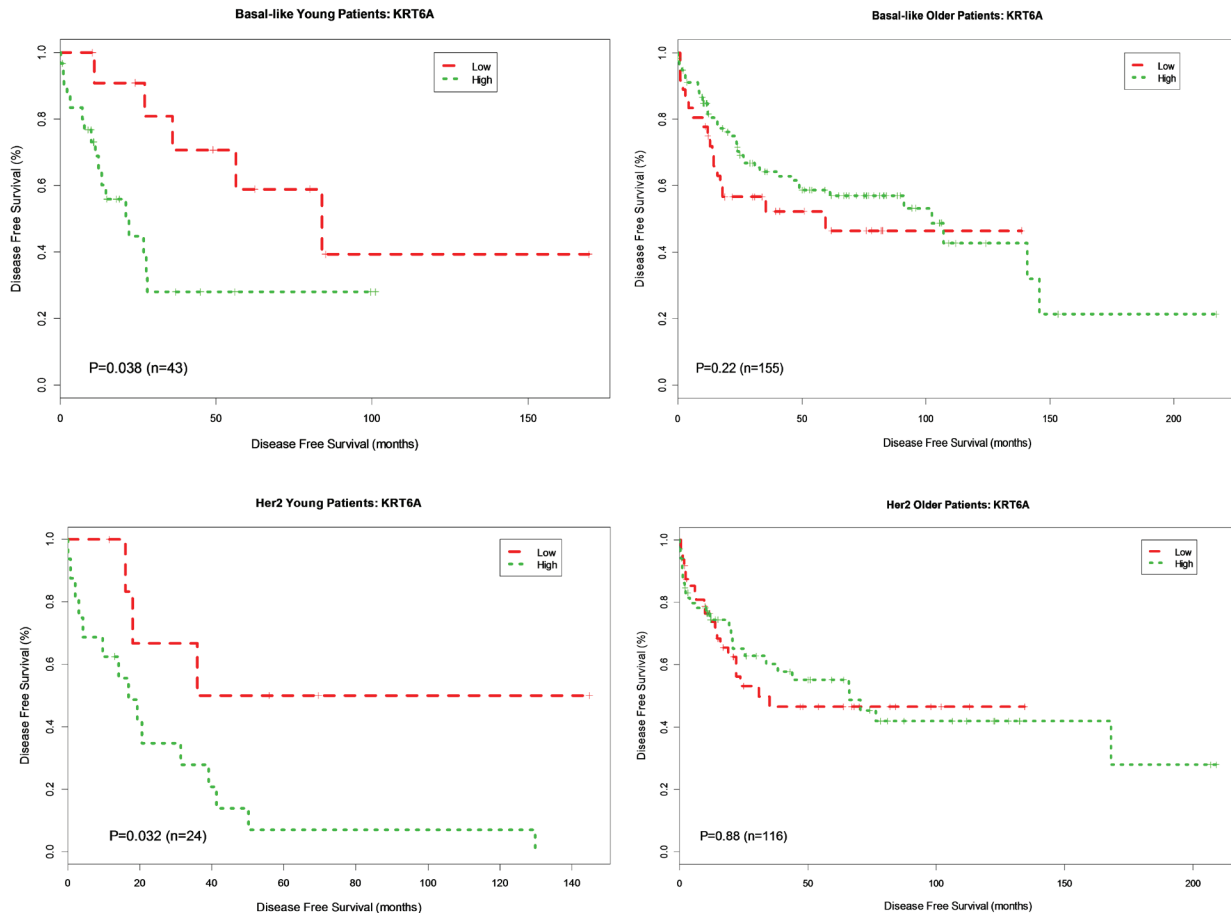 Basal-like Young Patients: KRT6A
Disease Free Survival (%)
1.0
0.8
0.6
0.4
0.2
0.0
Low
High
P=0.038 (n=43)
0 50 100 150
Disease Free Survival (months)
Basal-like Older Patients: KRT6A
Disease Free Survival (%)
1.0
0.8
0.6
0.4
0.2
0.0
Low
High
P=0.22 (n=155)
0 50 100 150 200
Disease Free Survival (months)
Her2 Young Patients: KRT6A
Disease Free Survival (%)
1.0
0.8
0.6
0.4
0.2
0.0
Low
High
P=0.032 (n=24)
0 20 40 60 80 100 120 140
Disease Free Survival (months)
Her2 Older Patients: KRT6A
Disease Free Survival (%)
1.0
0.8
0.6
0.4
0.2
0.0
Low
High
P=0.88 (n=116)
0 50 100 150 200
Disease Free Survival (months)